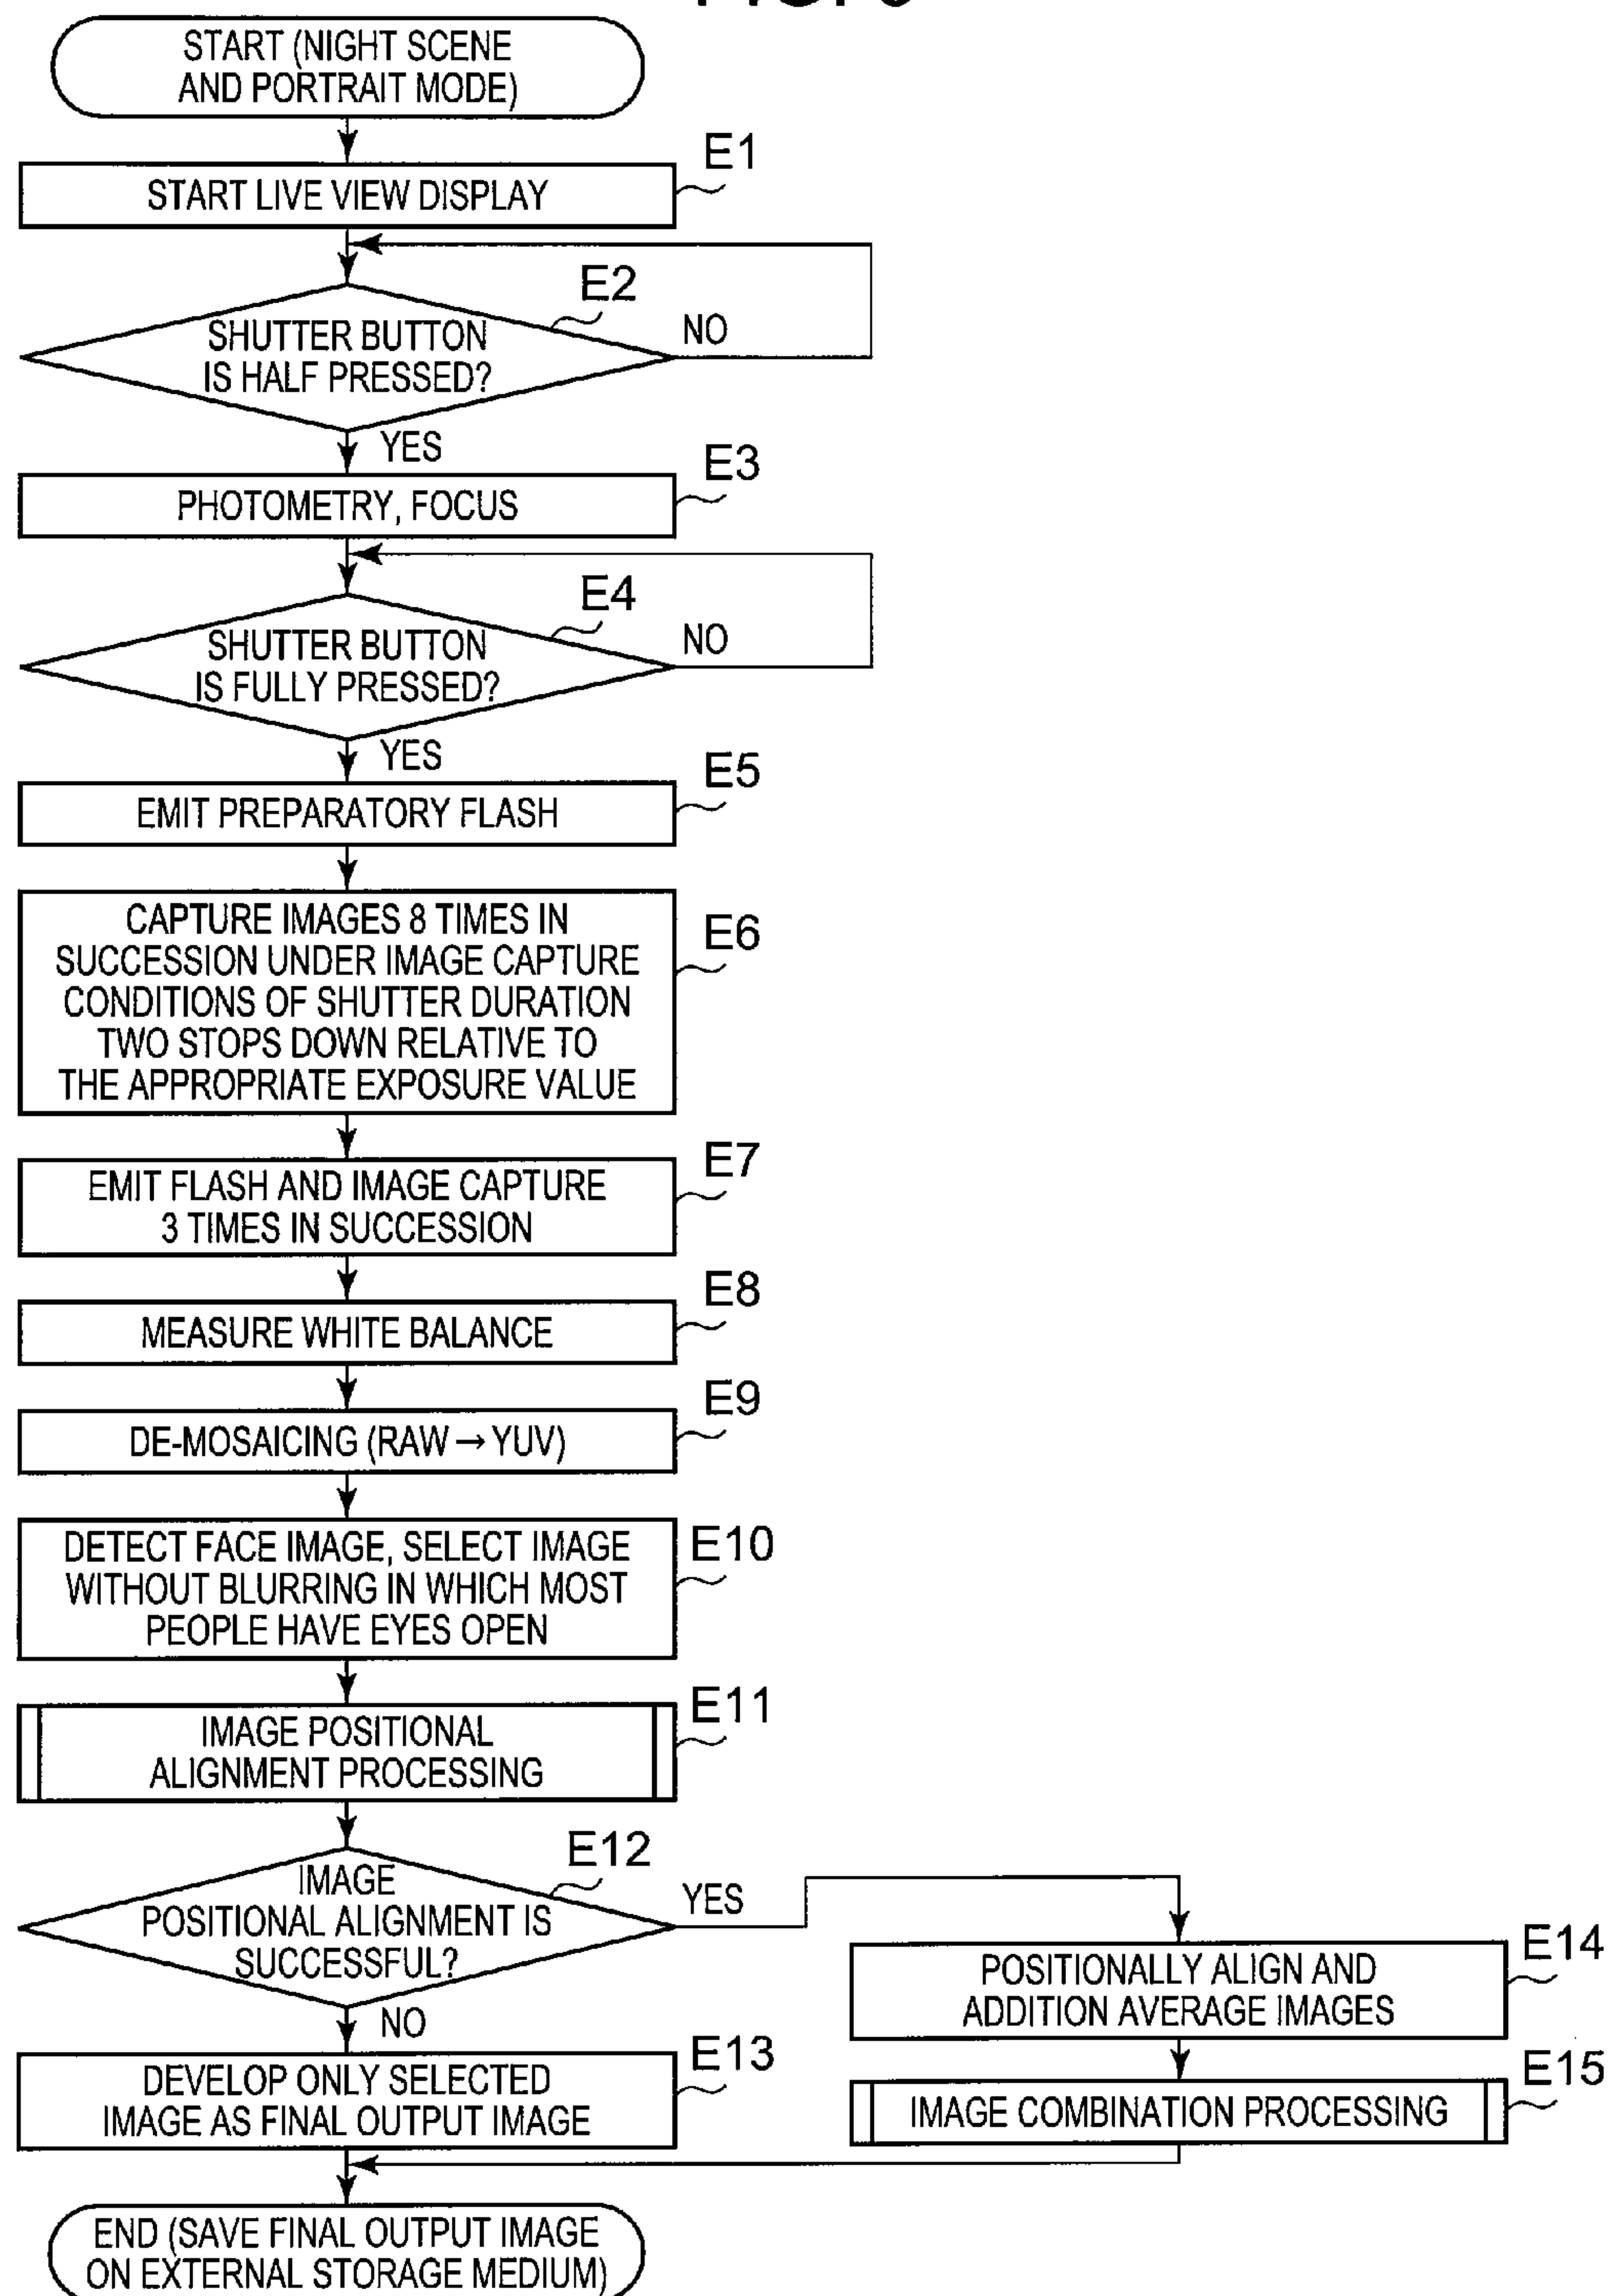 START (NIGHT SCENE
AND PORTRAIT MODE)
E1
START LIVE VIEW DISPLAY
E2
SHUTTER BUTTON
IS HALF PRESSED?
NO
YES
E3
PHOTOMETRY, FOCUS
E4
SHUTTER BUTTON
IS FULLY PRESSED?
NO
YES
E5
EMIT PREPARATORY FLASH
E6
CAPTURE IMAGES 8 TIMES IN
SUCCESSION UNDER IMAGE CAPTURE
CONDITIONS OF SHUTTER DURATION
TWO STOPS DOWN RELATIVE TO
THE APPROPRIATE EXPOSURE VALUE
E7
EMIT FLASH AND IMAGE CAPTURE
3 TIMES IN SUCCESSION
E8
MEASURE WHITE BALANCE
E9
DE-MOSAICING (RAW → YUV)
E10
DETECT FACE IMAGE, SELECT IMAGE
WITHOUT BLURRING IN WHICH MOST
PEOPLE HAVE EYES OPEN
E11
IMAGE POSITIONAL
ALIGNMENT PROCESSING
E12
IMAGE
POSITIONAL ALIGNMENT IS
SUCCESSFUL?
YES
NO
E13
DEVELOP ONLY SELECTED
IMAGE AS FINAL OUTPUT IMAGE
E14
POSITIONALLY ALIGN AND
ADDITION AVERAGE IMAGES
E15
IMAGE COMBINATION PROCESSING
END (SAVE FINAL OUTPUT IMAGE
ON EXTERNAL STORAGE MEDIUM)